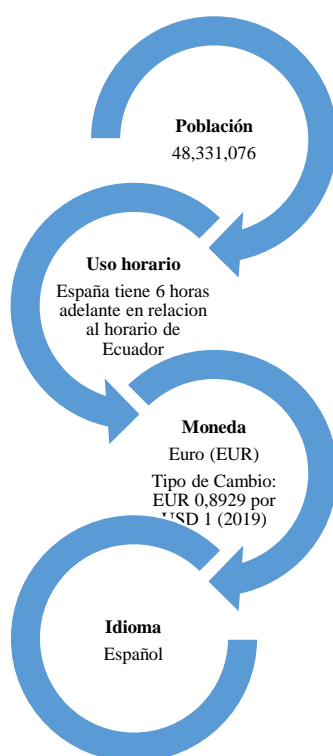 Población
48,331,076
Uso horario
España tiene 6 horas
adelante en relacion
al horario de
Ecuador
Moneda
Euro (EUR)
Tipo de Cambio:
EUR 0,8929 por
USD 1 (2019)
Idioma
Español